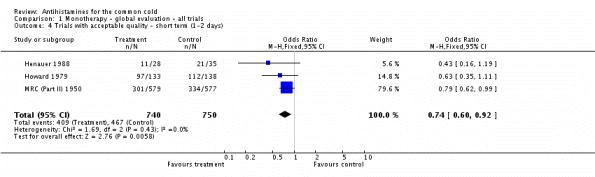 Review: Antihistamines for the common cold
Comparison: 1 Monotherapy - global evaluation - all trials
Outcome: 4 Trials with acceptable quality - short term (1-2 days)
Study or subgroup Treatment Control Odds Ratio Weight Odds Ratio
n/N n/N M-H,Fixed,95% CI M-H,Fixed,95% CI
Henauer 1988 11/28 21/35 5.6 % 0.43 [ 0.16, 1.19 ]
Howard 1979 97/133 112/138 14.8 % 0.63 [ 0.35, 1.11 ]
MRC (Part II) 1950 301/579 334/577 79.6 % 0.79 [ 0.62, 0.99 ]
Total (95% CI) 740 750 100.0 % 0.74 [ 0.60, 0.92 ]
Total events: 409 (Treatment), 467 (Control)
Heterogeneity: Chi² = 1.69, df = 2 (P = 0.43); I² =0.0%
Test for overall effect: Z = 2.76 (P = 0.0058)
0.1 0.2 0.5 1 2 5 10
Favours treatment Favours control